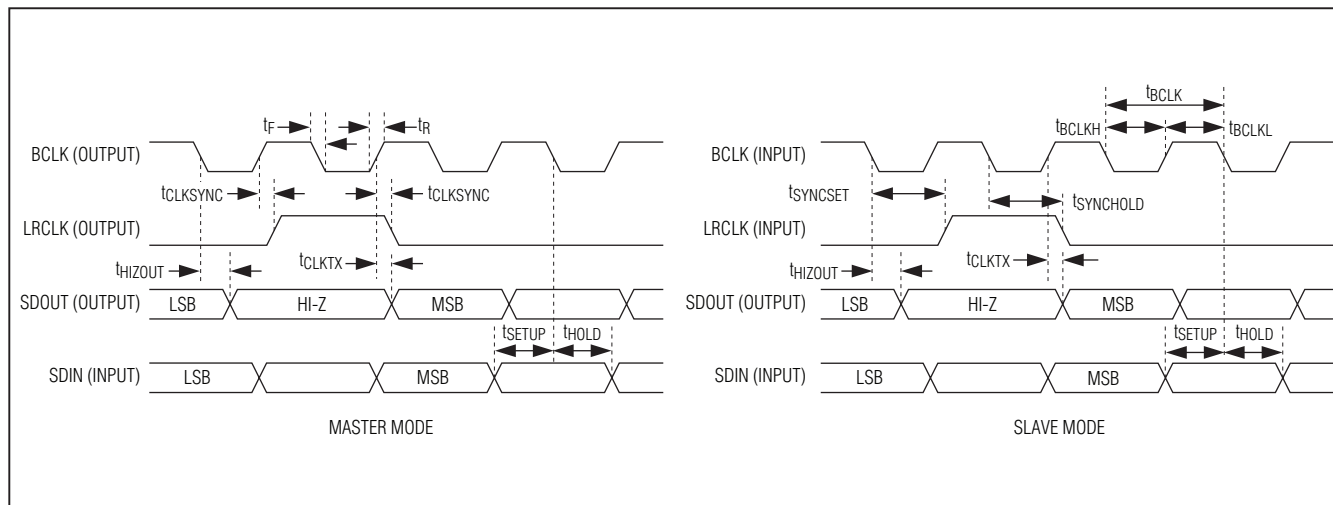 tF
tR
BCLK (OUTPUT)
tCLKSYNC
tCLKSYNC
LRCLK (OUTPUT)
tHIZOUT
tCLKTX
SDOUT (OUTPUT)
LSB
HI-Z
MSB
tSETUP
tHOLD
SDIN (INPUT)
LSB
MSB
MASTER MODE
tBCLK
tBCLKH
tBCLKL
BCLK (INPUT)
tSYNCSET
tSYNCHOLD
LRCLK (INPUT)
tHIZOUT
tCLKTX
SDOUT (OUTPUT)
LSB
HI-Z
MSB
tSETUP
tHOLD
SDIN (INPUT)
LSB
MSB
SLAVE MODE